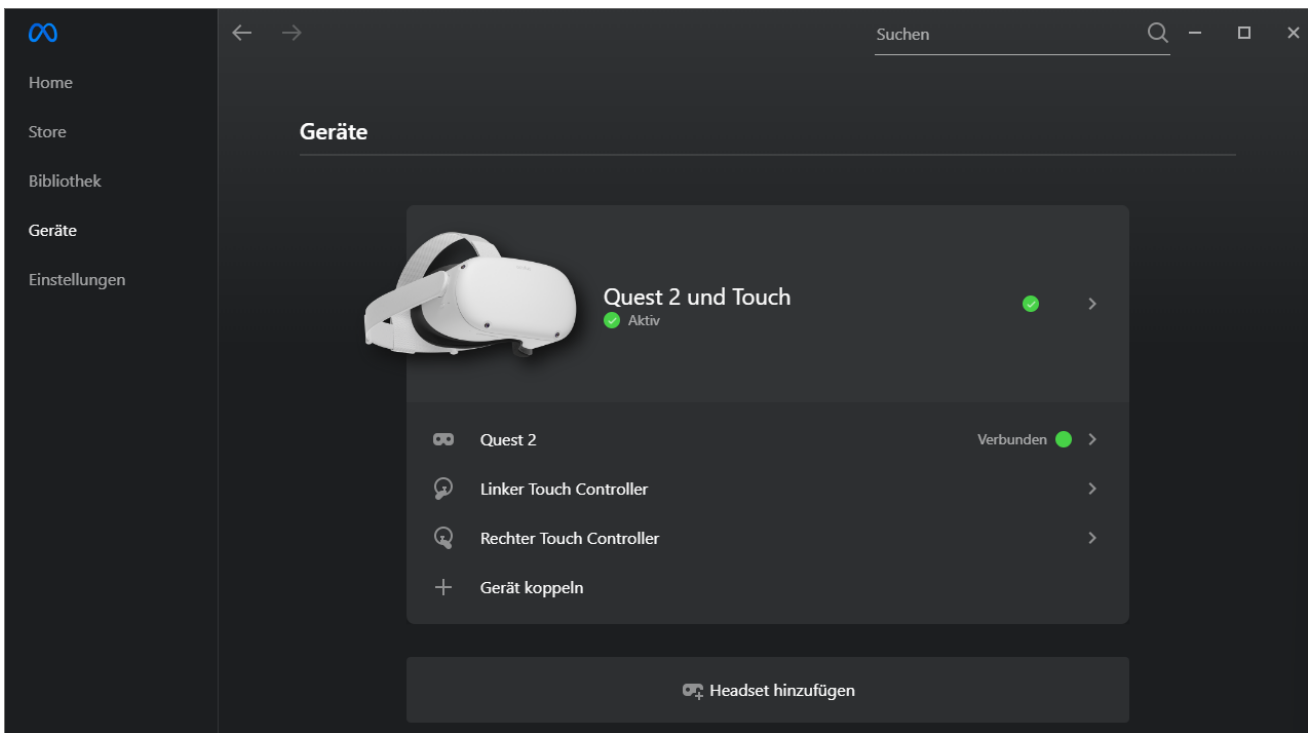 Suchen
Home
Store
Bibliothek
Geräte
Einstellungen
Geräte
Quest 2 und Touch
Aktiv
Quest 2
Verbunden
Linker Touch Controller
Rechter Touch Controller
Gerät koppeln
Headset hinzufügen